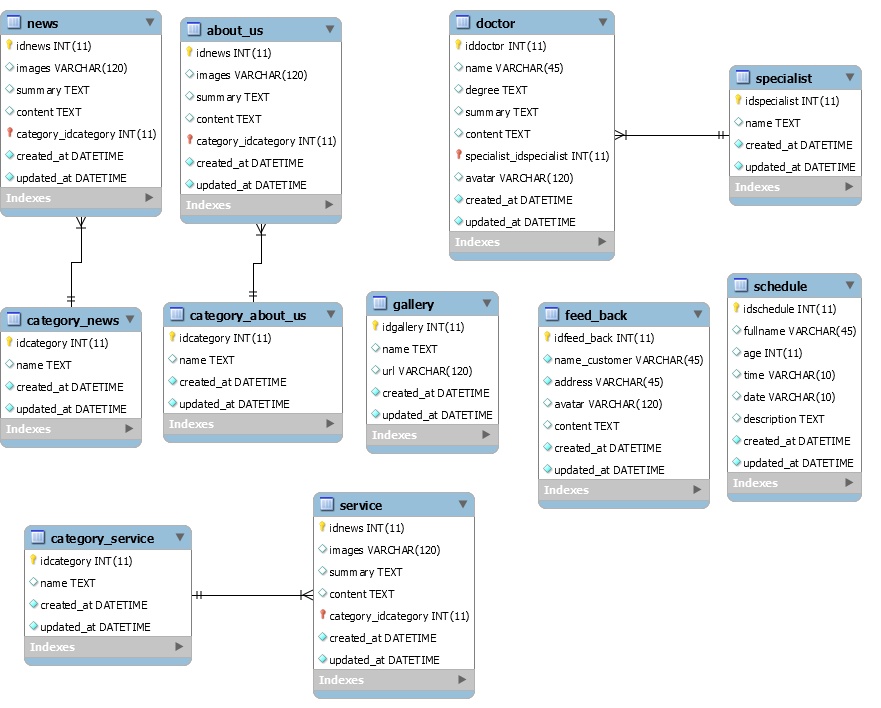 news
idnews INT(11)
images VARCHAR(120)
summary TEXT
content TEXT
category_idcategory INT(11)
created_at DATETIME
updated_at DATETIME
Indexes
about_us
idnews INT(11)
images VARCHAR(120)
summary TEXT
content TEXT
category_idcategory INT(11)
created_at DATETIME
updated_at DATETIME
Indexes
doctor
iddoctor INT(11)
name VARCHAR(45)
degree TEXT
summary TEXT
content TEXT
specialist_idspecialist INT(11)
avatar VARCHAR(120)
created_at DATETIME
updated_at DATETIME
Indexes
specialist
idspecialist INT(11)
name TEXT
created_at DATETIME
updated_at DATETIME
Indexes
category_news
idcategory INT(11)
name TEXT
created_at DATETIME
updated_at DATETIME
Indexes
category_about_us
idcategory INT(11)
name TEXT
created_at DATETIME
updated_at DATETIME
Indexes
gallery
idgallery INT(11)
name TEXT
url VARCHAR(120)
created_at DATETIME
updated_at DATETIME
Indexes
feed_back
idfeed_back INT(11)
name_customer VARCHAR(45)
address VARCHAR(45)
avatar VARCHAR(120)
content TEXT
created_at DATETIME
updated_at DATETIME
Indexes
schedule
idschedule INT(11)
fullname VARCHAR(45)
age INT(11)
time VARCHAR(10)
date VARCHAR(10)
description TEXT
created_at DATETIME
updated_at DATETIME
Indexes
category_service
idcategory INT(11)
name TEXT
created_at DATETIME
updated_at DATETIME
Indexes
service
idnews INT(11)
images VARCHAR(120)
summary TEXT
content TEXT
category_idcategory INT(11)
created_at DATETIME
updated_at DATETIME
Indexes